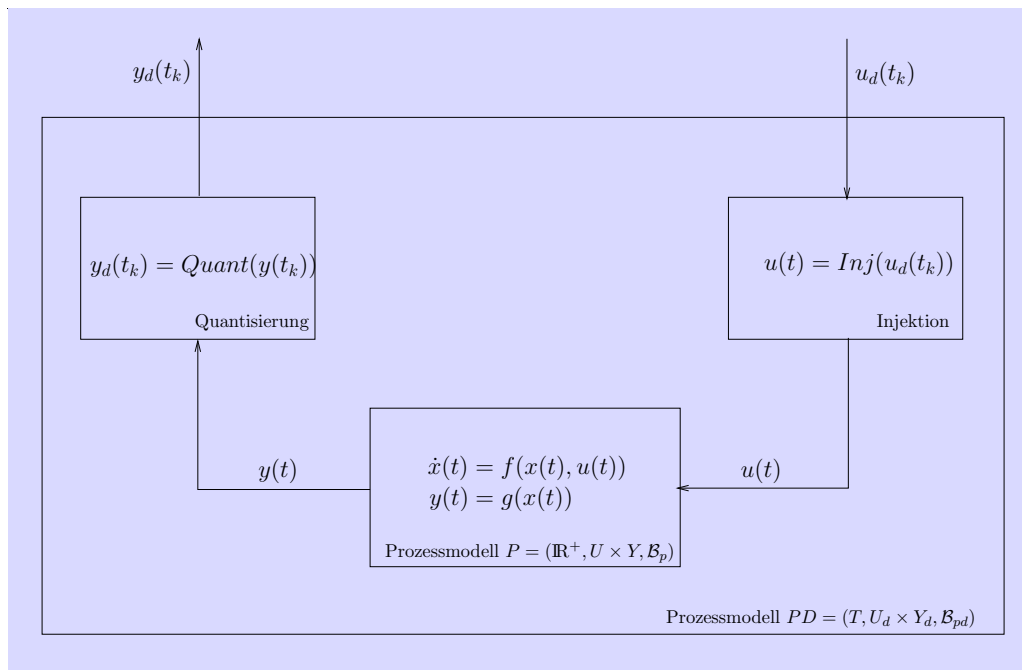 y_d(t_k)
u_d(t_k)
y_d(t_k) = Quant(y(t_k))
Quantisierung
u(t) = Inj(u_d(t_k))
Injektion
y(t)
ẋ(t) = f(x(t), u(t))
y(t) = g(x(t))
u(t)
Prozessmodell P = (ℝ⁺, U × Y, ℬ_p)
Prozessmodell PD = (T, U_d × Y_d, ℬ_pd)